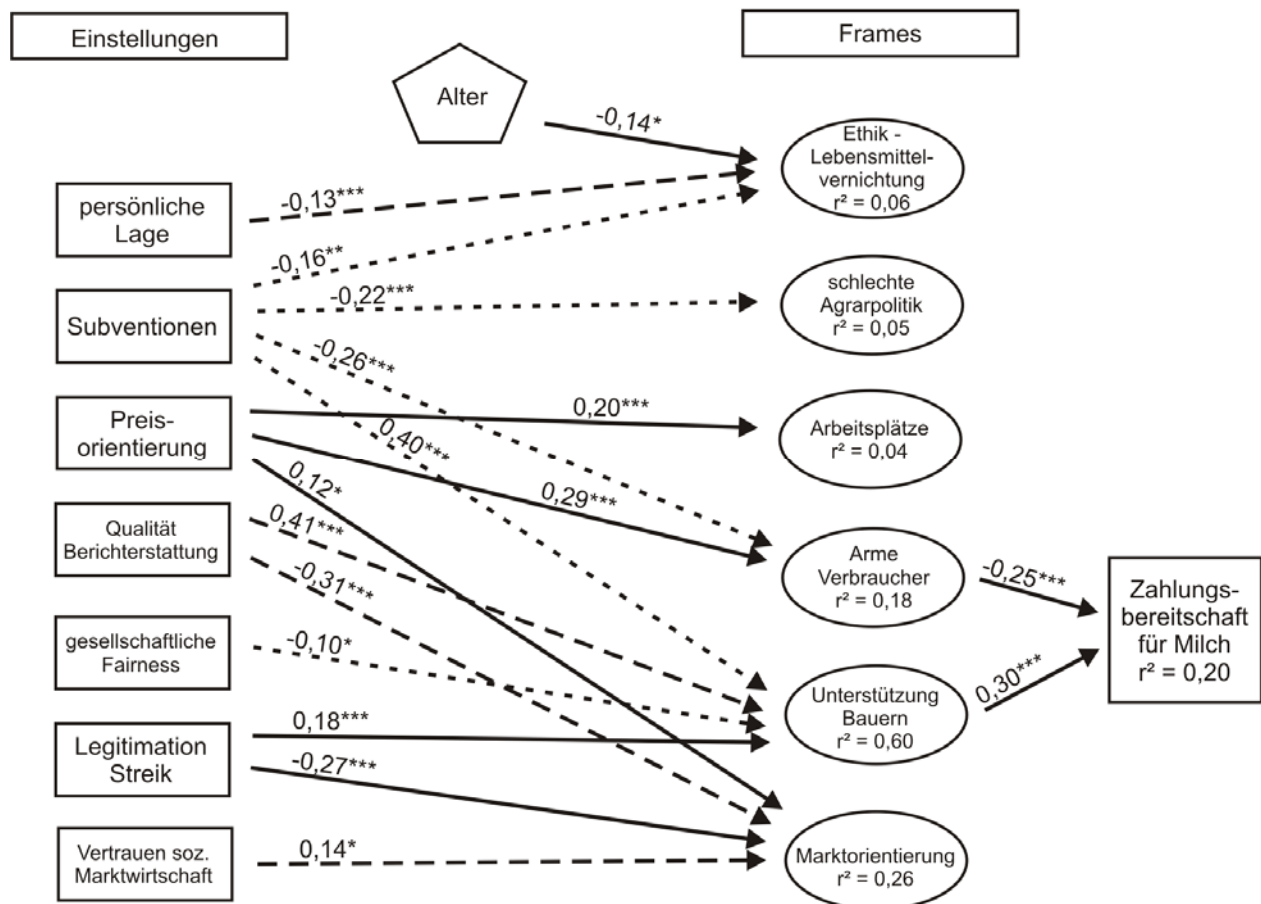 Einstellungen
Frames
Alter
-0,14*
Ethik -
Lebensmittel-
vernichtung
r² = 0,06
persönliche
Lage
-0,13***
-0,16**
-0,22***
schlechte
Agrarpolitik
r² = 0,05
Subventionen
-0,26***
0,40***
Preis-
orientierung
0,20***
0,29***
0,12*
Arbeitsplätze
r² = 0,04
Qualität
Berichterstattung
0,41***
-0,31***
Arme
Verbraucher
r² = 0,18
-0,25***
Zahlungs-
bereitschaft
für Milch
r² = 0,20
gesellschaftliche
Fairness
-0,10*
0,30***
Unterstützung
Bauern
r² = 0,60
Legitimation
Streik
0,18***
-0,27***
Vertrauen soz.
Marktwirtschaft
0,14*
Marktorientierung
r² = 0,26